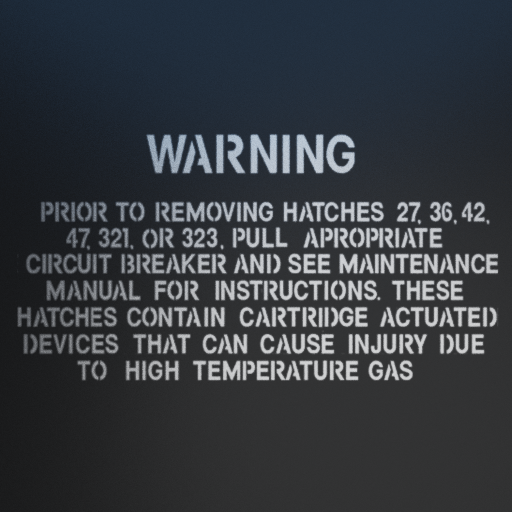 WARNING
PRIOR TO REMOVING HATCHES 27, 36, 42,
47, 321, OR 323, PULL APROPRIATE
CIRCUIT BREAKER AND SEE MAINTENANCE
MANUAL FOR INSTRUCTIONS. THESE
HATCHES CONTAIN CARTRIDGE ACTUATED
DEVICES THAT CAN CAUSE INJURY DUE
TO HIGH TEMPERATURE GAS